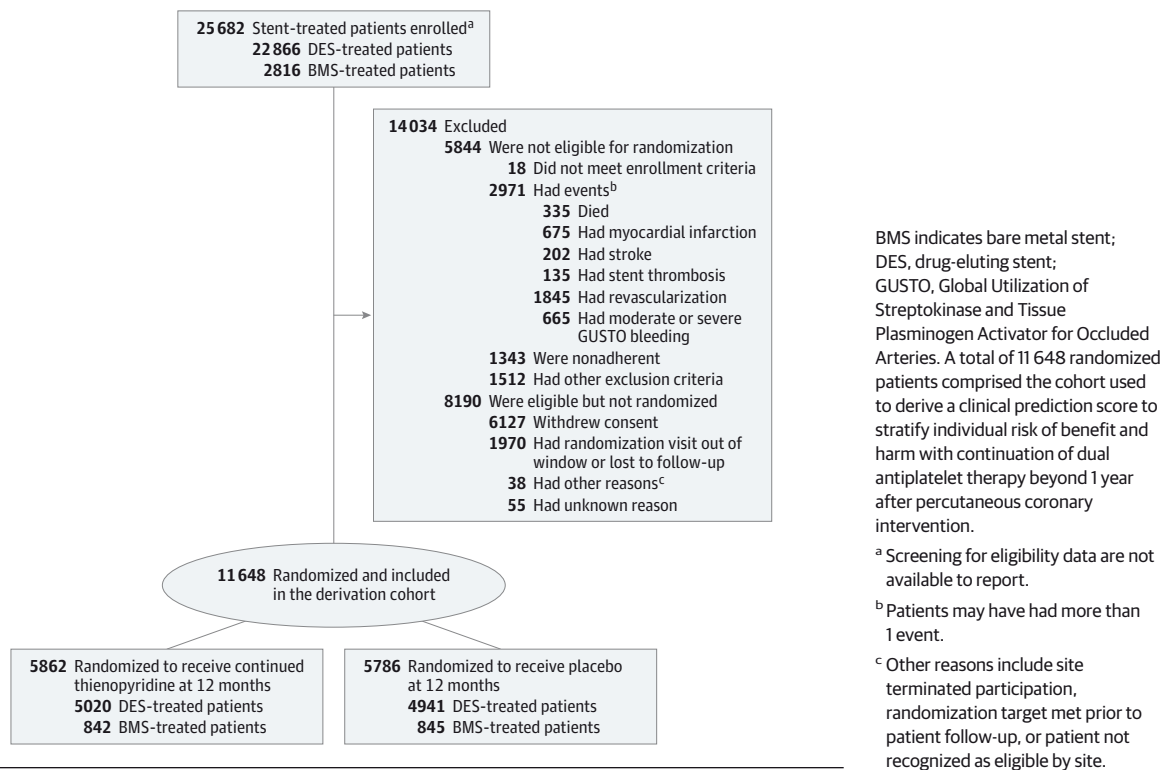 25 682 Stent-treated patients enrolledᵃ
22 866 DES-treated patients
2816 BMS-treated patients
14 034 Excluded
5844 Were not eligible for randomization
18 Did not meet enrollment criteria
2971 Had eventsᵇ
335 Died
675 Had myocardial infarction
202 Had stroke
135 Had stent thrombosis
1845 Had revascularization
665 Had moderate or severe
GUSTO bleeding
1343 Were nonadherent
1512 Had other exclusion criteria
8190 Were eligible but not randomized
6127 Withdrew consent
1970 Had randomization visit out of
window or lost to follow-up
38 Had other reasonsᶜ
55 Had unknown reason
11 648 Randomized and included
in the derivation cohort
5862 Randomized to receive continued
thienopyridine at 12 months
5020 DES-treated patients
842 BMS-treated patients
5786 Randomized to receive placebo
at 12 months
4941 DES-treated patients
845 BMS-treated patients
BMS indicates bare metal stent;
DES, drug-eluting stent;
GUSTO, Global Utilization of
Streptokinase and Tissue
Plasminogen Activator for Occluded
Arteries. A total of 11 648 randomized
patients comprised the cohort used
to derive a clinical prediction score to
stratify individual risk of benefit and
harm with continuation of dual
antiplatelet therapy beyond 1 year
after percutaneous coronary
intervention.
ᵃ Screening for eligibility data are not
available to report.
ᵇ Patients may have had more than
1 event.
ᶜ Other reasons include site
terminated participation,
randomization target met prior to
patient follow-up, or patient not
recognized as eligible by site.